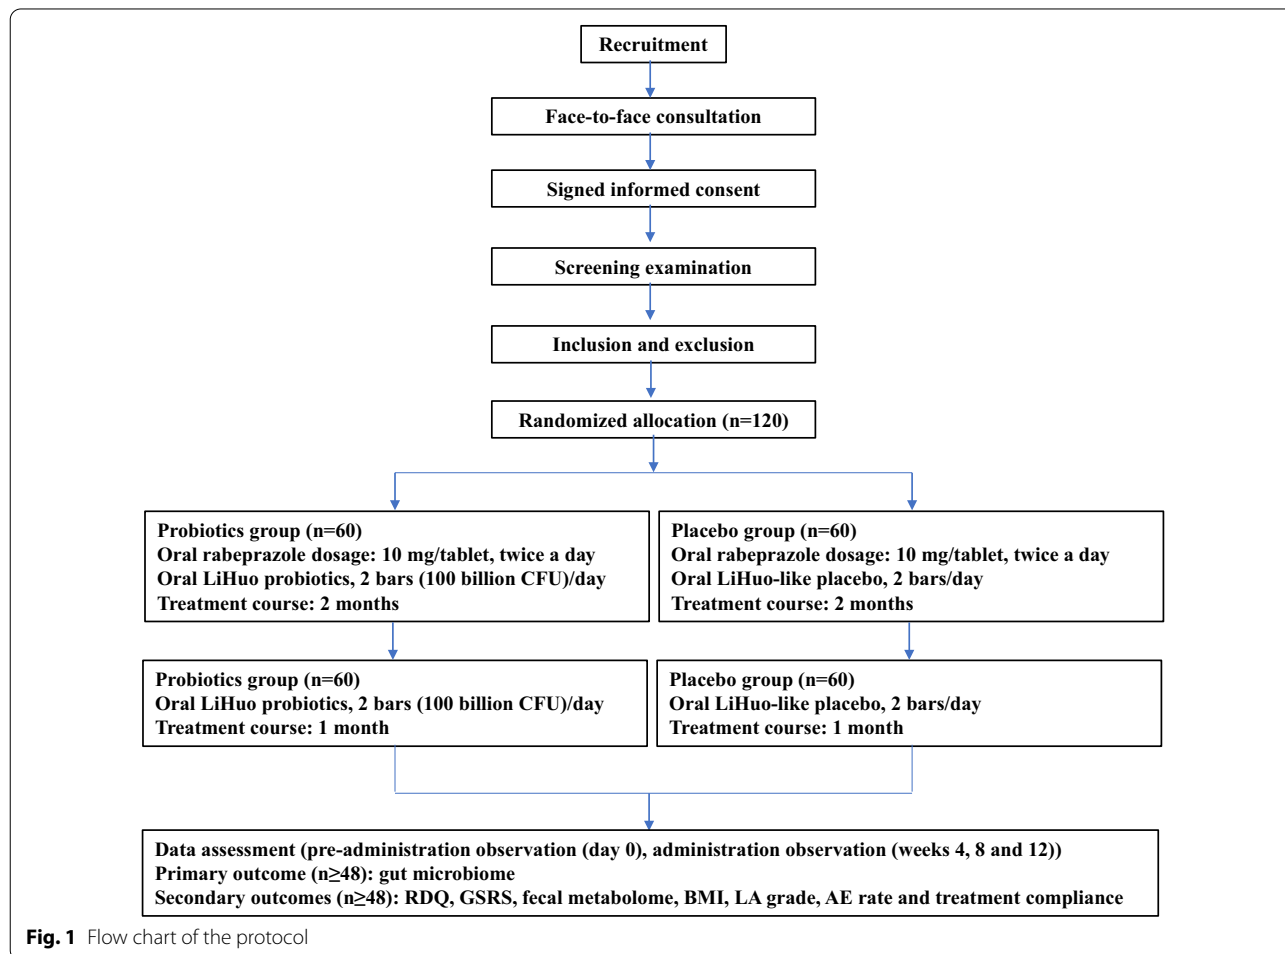 Recruitment
Face-to-face consultation
Signed informed consent
Screening examination
Inclusion and exclusion
Randomized allocation (n=120)
Probiotics group (n=60)
Oral rabeprazole dosage: 10 mg/tablet, twice a day
Oral LiHuo probiotics, 2 bars (100 billion CFU)/day
Treatment course: 2 months
Placebo group (n=60)
Oral rabeprazole dosage: 10 mg/tablet, twice a day
Oral LiHuo-like placebo, 2 bars/day
Treatment course: 2 months
Probiotics group (n=60)
Oral LiHuo probiotics, 2 bars (100 billion CFU)/day
Treatment course: 1 month
Placebo group (n=60)
Oral LiHuo-like placebo, 2 bars/day
Treatment course: 1 month
Data assessment (pre-administration observation (day 0), administration observation (weeks 4, 8 and 12))
Primary outcome (n≥48): gut microbiome
Secondary outcomes (n≥48): RDQ, GSRS, fecal metabolome, BMI, LA grade, AE rate and treatment compliance
Fig. 1 Flow chart of the protocol